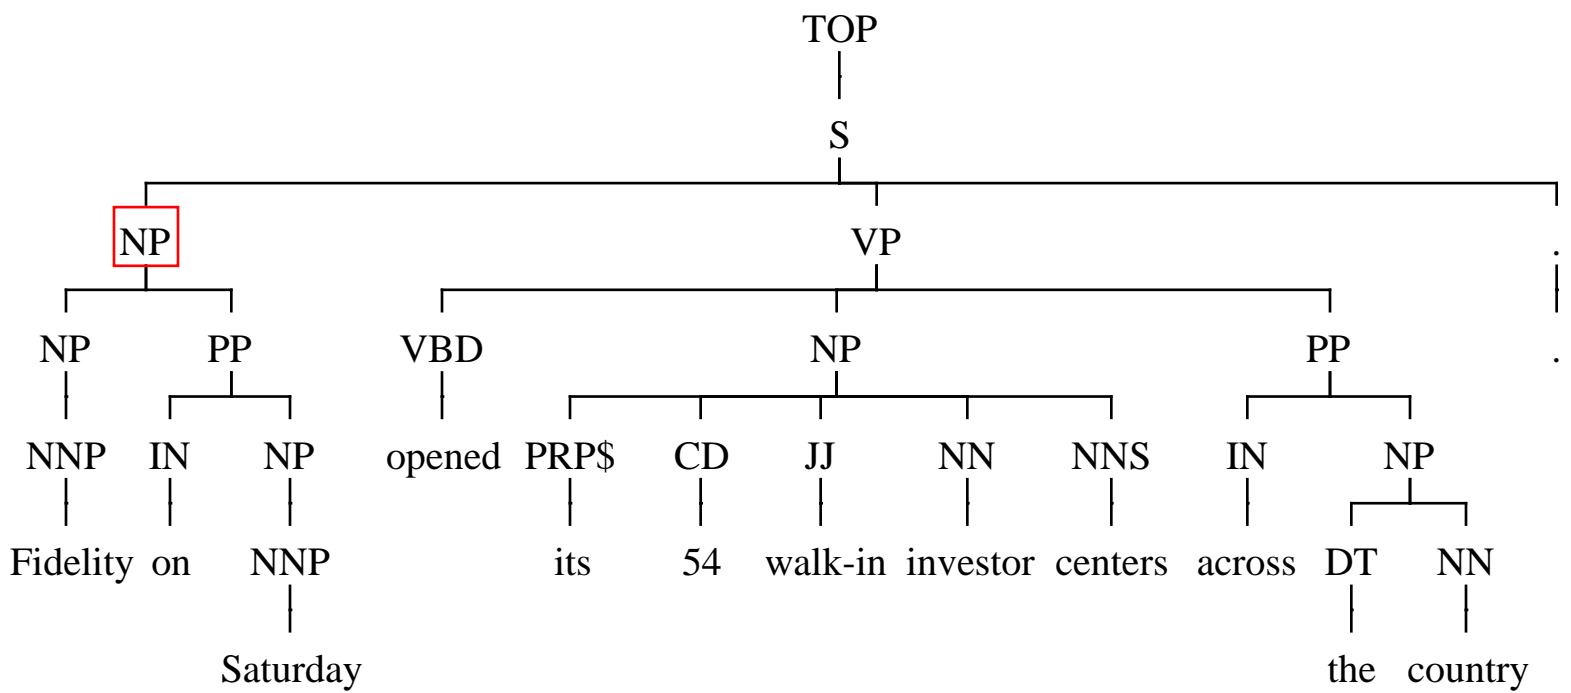 TOP
S
NP VP .
NP PP VBD NP PP .
NNP IN NP opened PRP$ CD JJ NN NNS IN NP
Fidelity on NNP its 54 walk-in investor centers across DT NN
Saturday the country